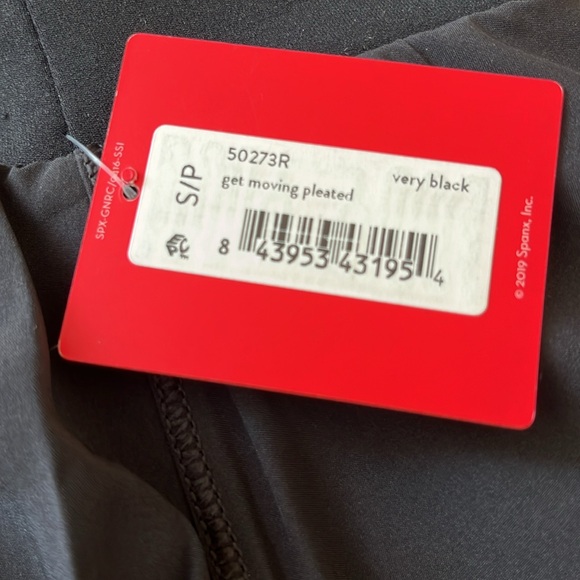 50273R
very black
S/P
get moving pleated
8 43953 43195 4
© 2019 Spanx, Inc.